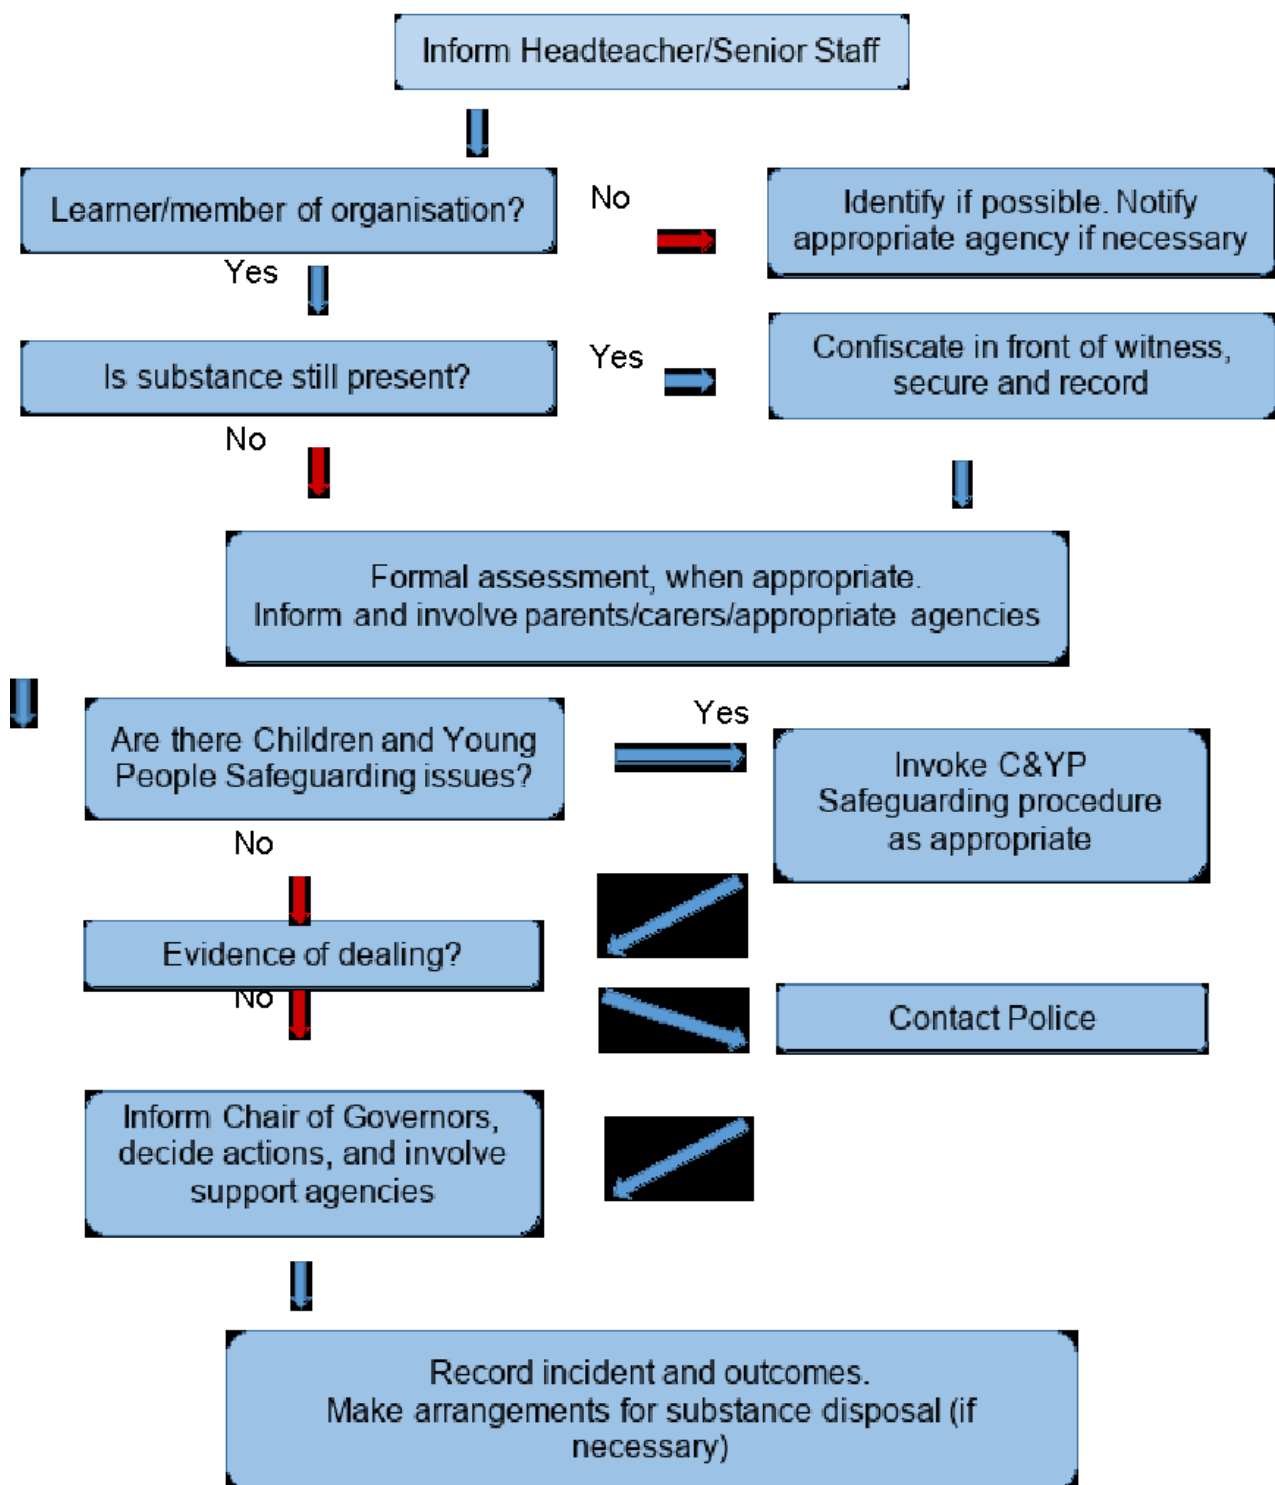 Inform Headteacher/Senior Staff
Learner/member of organisation?
No
Identify if possible. Notify
appropriate agency if necessary
Yes
Is substance still present?
Yes
Confiscate in front of witness,
secure and record
No
Formal assessment, when appropriate.
Inform and involve parents/carers/appropriate agencies
Are there Children and Young
People Safeguarding issues?
Yes
Invoke C&YP
Safeguarding procedure
as appropriate
No
Evidence of dealing?
No
Contact Police
Inform Chair of Governors,
decide actions, and involve
support agencies
Record incident and outcomes.
Make arrangements for substance disposal (if
necessary)